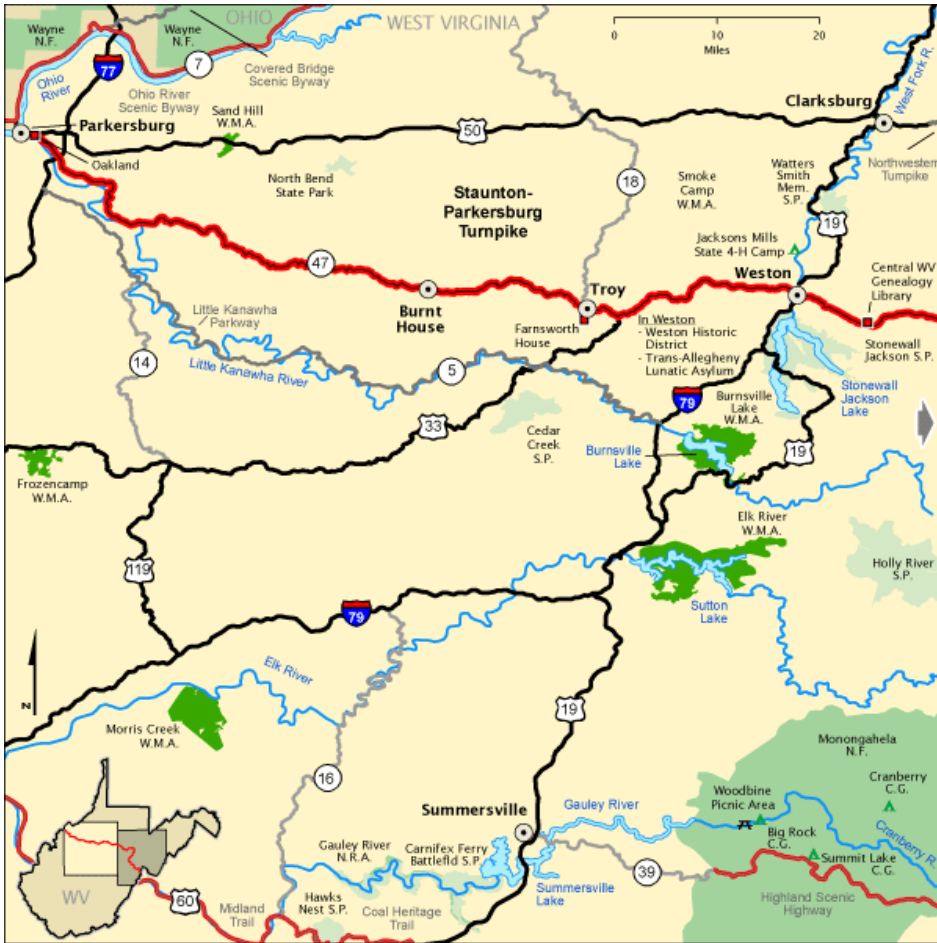 OHIO
WEST VIRGINIA
Wayne
N.F.
Wayne
N.F.
0
20
Miles
7
77
Covered Bridge
Scenic Byway
Ohio
River
Ohio River
Scenic Byway
West Fork R.
Clarksburg
Sand Hill
W.M.A.
Parkersburg
50
Oakland
Northwestern
Turnpike
North Bend
State Park
18
Smoke
Camp
W.M.A.
Watters
Smith
Mem.
S.P.
Staunton-
Parkersburg
Turnpike
19
Jacksons Mills
State 4-H Camp
47
Weston
Central WV
Genealogy
Library
Troy
Burnt
House
Little Kanawha
Parkway
Farnsworth
House
In Weston
- Weston Historic
District
- Trans-Allegheny
Lunatic Asylum
Stonewall
Jackson S.P.
14
Little Kanawha River
5
Stonewall
Jackson
Lake
79
Burnsville
Lake
W.M.A.
33
Cedar
Creek
S.P.
Burnsville
Lake
19
Frozencamp
W.M.A.
Elk River
W.M.A.
119
Holly River
S.P.
79
Sutton
Lake
Elk River
N
19
Morris Creek
W.M.A.
Monongahela
N.F.
16
Cranberry
C.G.
Woodbine
Picnic Area
Summersville
Gauley River
Big Rock
C.G.
Cranberry R.
Gauley River
N.R.A.
Carnifex Ferry
Battlefld S.P.
Summit Lake
C.G.
39
Summersville
Lake
WV
60
Midland
Trail
Hawks
Nest S.P.
Coal Heritage
Trail
Highland Scenic
Highway